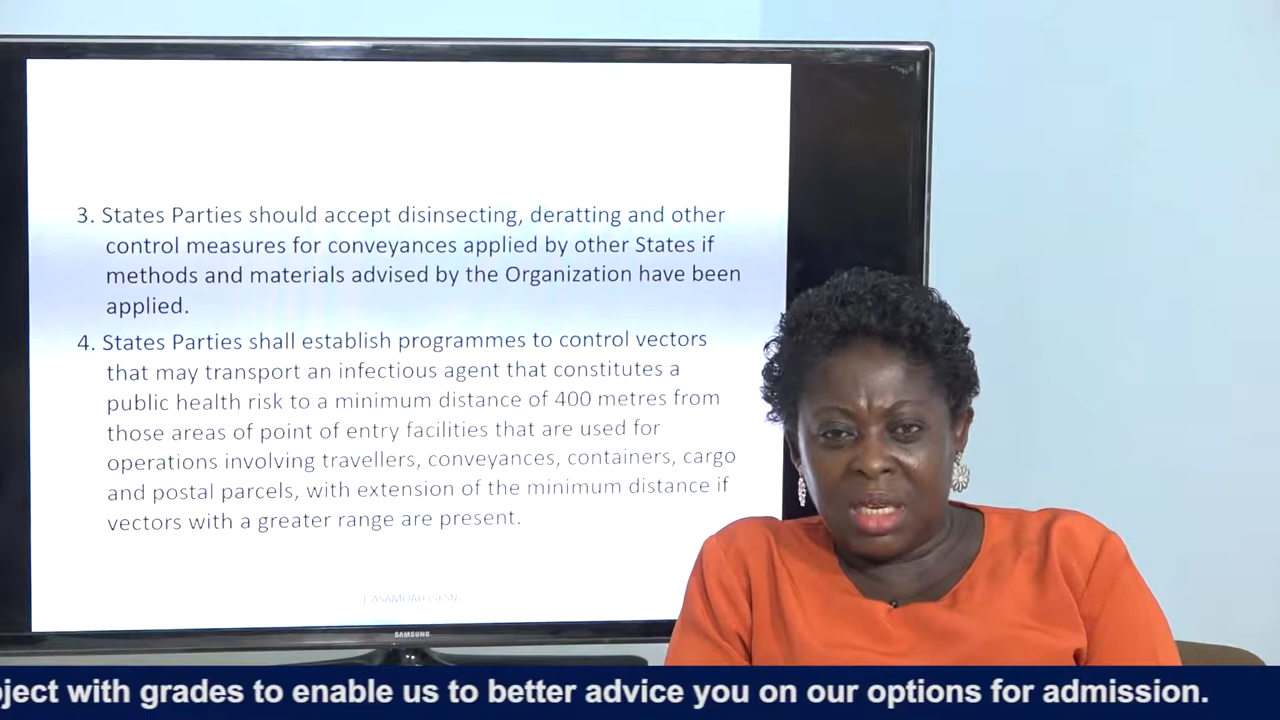 3. States Parties should accept disinsecting, deratting and other
control measures for conveyances applied by other States if
methods and materials advised by the Organization have been
applied.
4. States Parties shall establish programmes to control vectors
that may transport an infectious agent that constitutes a
public health risk to a minimum distance of 400 metres from
those areas of point of entry facilities that are used for
operations involving travellers, conveyances, containers, cargo
and postal parcels, with extension of the minimum distance if
vectors with a greater range are present.
ASAMOAH (SKSN)
SAMSUNG
ject with grades to enable us to better advice you on our options for admission.